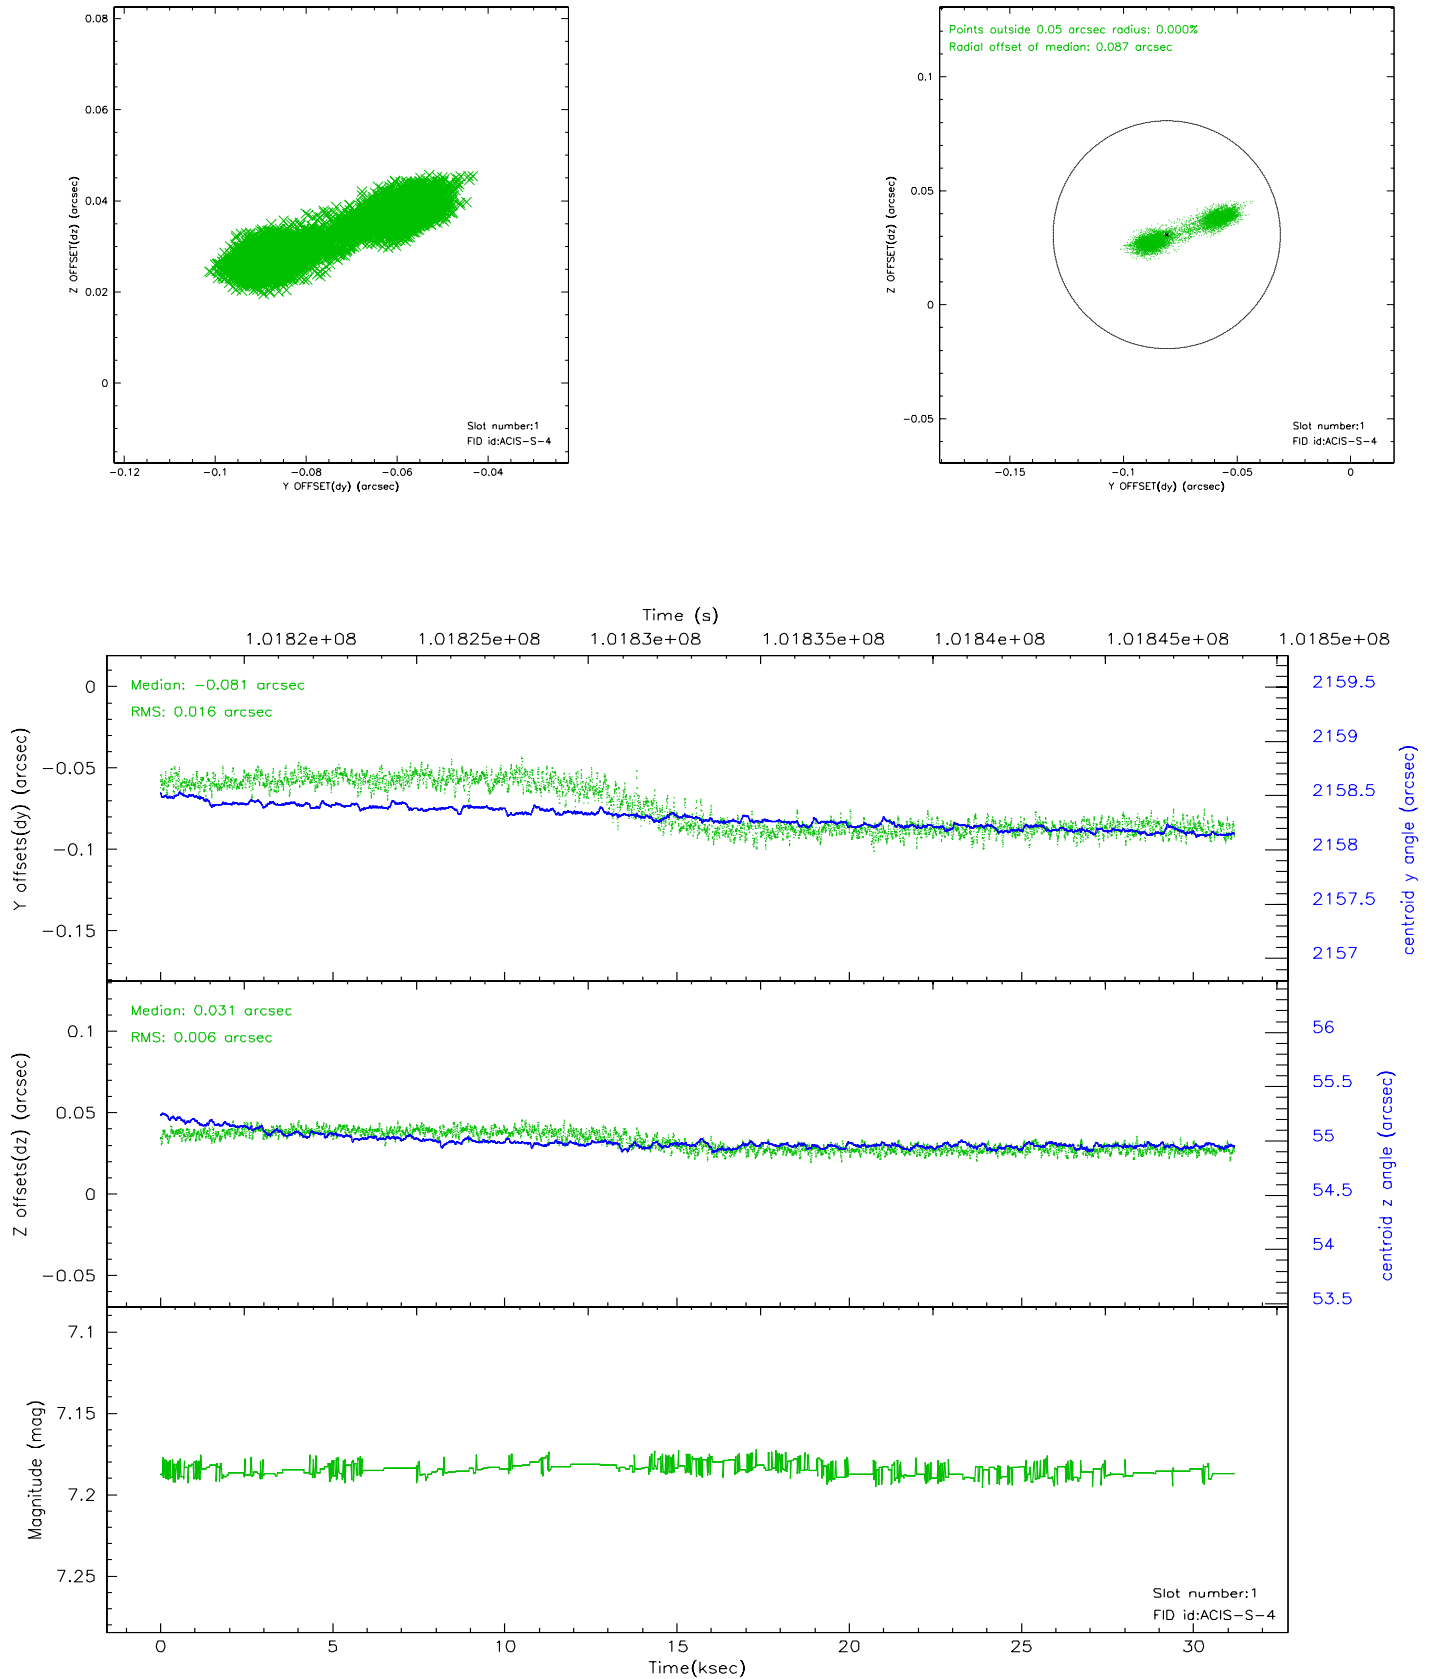 0.08
0.06
0.04
0.02
0
Z OFFSET(dz) (arcsec)
Slot number:1
FID id:ACIS-S-4
-0.12
-0.1
-0.08
-0.06
-0.04
Y OFFSET(dy) (arcsec)
Points outside 0.05 arcsec radius: 0.000%
Radial offset of median: 0.087 arcsec
0.1
0.05
0
-0.05
Z OFFSET(dz) (arcsec)
Slot number:1
FID id:ACIS-S-4
-0.15
-0.1
-0.05
0
Y OFFSET(dy) (arcsec)
Time (s)
1.0182e+08
1.01825e+08
1.0183e+08
1.01835e+08
1.0184e+08
1.01845e+08
1.0185e+08
Median: -0.081 arcsec
RMS: 0.016 arcsec
0
-0.05
-0.1
-0.15
Y offsets(dy) (arcsec)
2159.5
2159
2158.5
2158
2157.5
2157
centroid y angle (arcsec)
Median: 0.031 arcsec
RMS: 0.006 arcsec
0.1
0.05
0
-0.05
Z offsets(dz) (arcsec)
56
55.5
55
54.5
54
53.5
centroid z angle (arcsec)
7.1
7.15
7.2
7.25
Magnitude (mag)
Slot number:1
FID id:ACIS-S-4
0
5
10
15
20
25
30
Time(ksec)